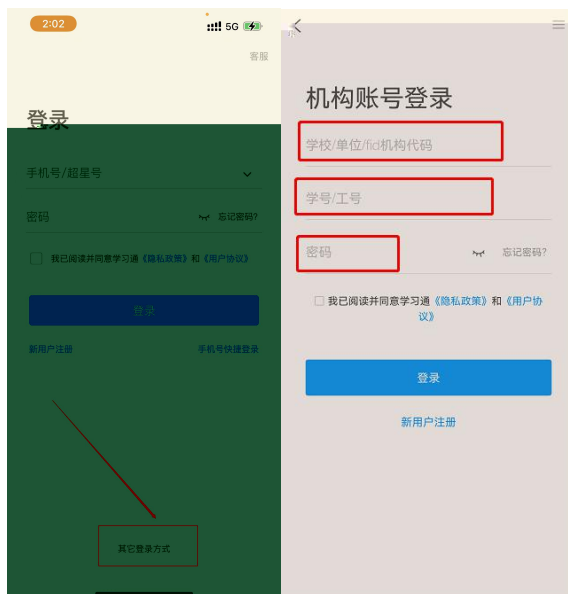 2:02
5G
客服
登录
手机号/超星号
密码
忘记密码?
我已阅读并同意学习通《隐私政策》和《用户协议》
登录
新用户注册
手机号快捷登录
其它登录方式
机构账号登录
学校/单位/fid机构代码
学号/工号
密码
忘记密码?
我已阅读并同意学习通《隐私政策》和《用户协
议》
登录
新用户注册